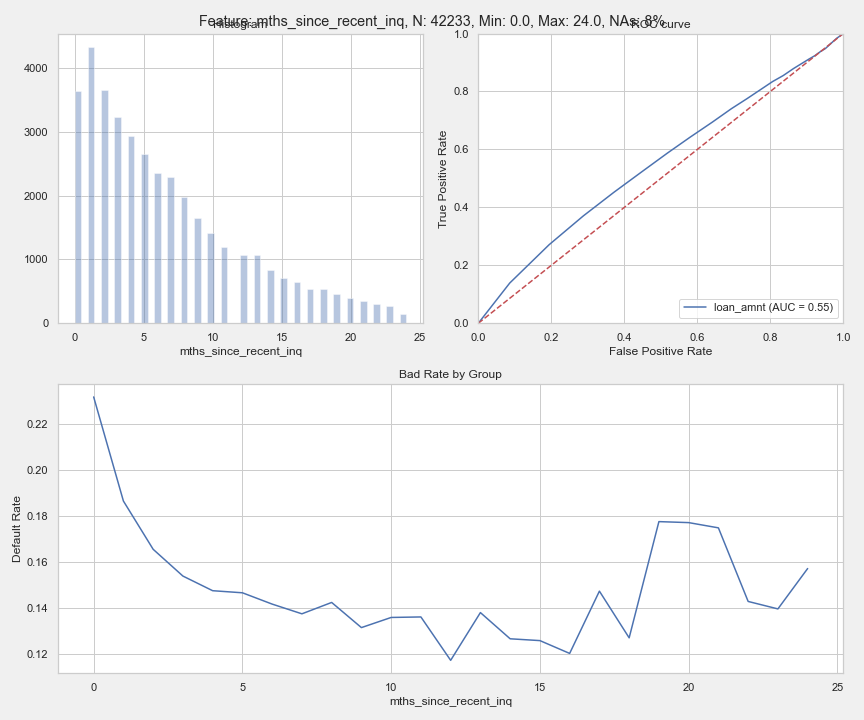 Feature: mths_since_recent_inq, N: 42233, Min: 0.0, Max: 24.0, NAs: 8%
Histogram
ROC curve
4000
3000
2000
1000
0
0 5 10 15 20 25
mths_since_recent_inq
True Positive Rate
1.0
0.8
0.6
0.4
0.2
0.0
loan_amnt (AUC = 0.55)
0.0 0.2 0.4 0.6 0.8 1.0
False Positive Rate
Bad Rate by Group
Default Rate
0.22
0.20
0.18
0.16
0.14
0.12
0 5 10 15 20 25
mths_since_recent_inq